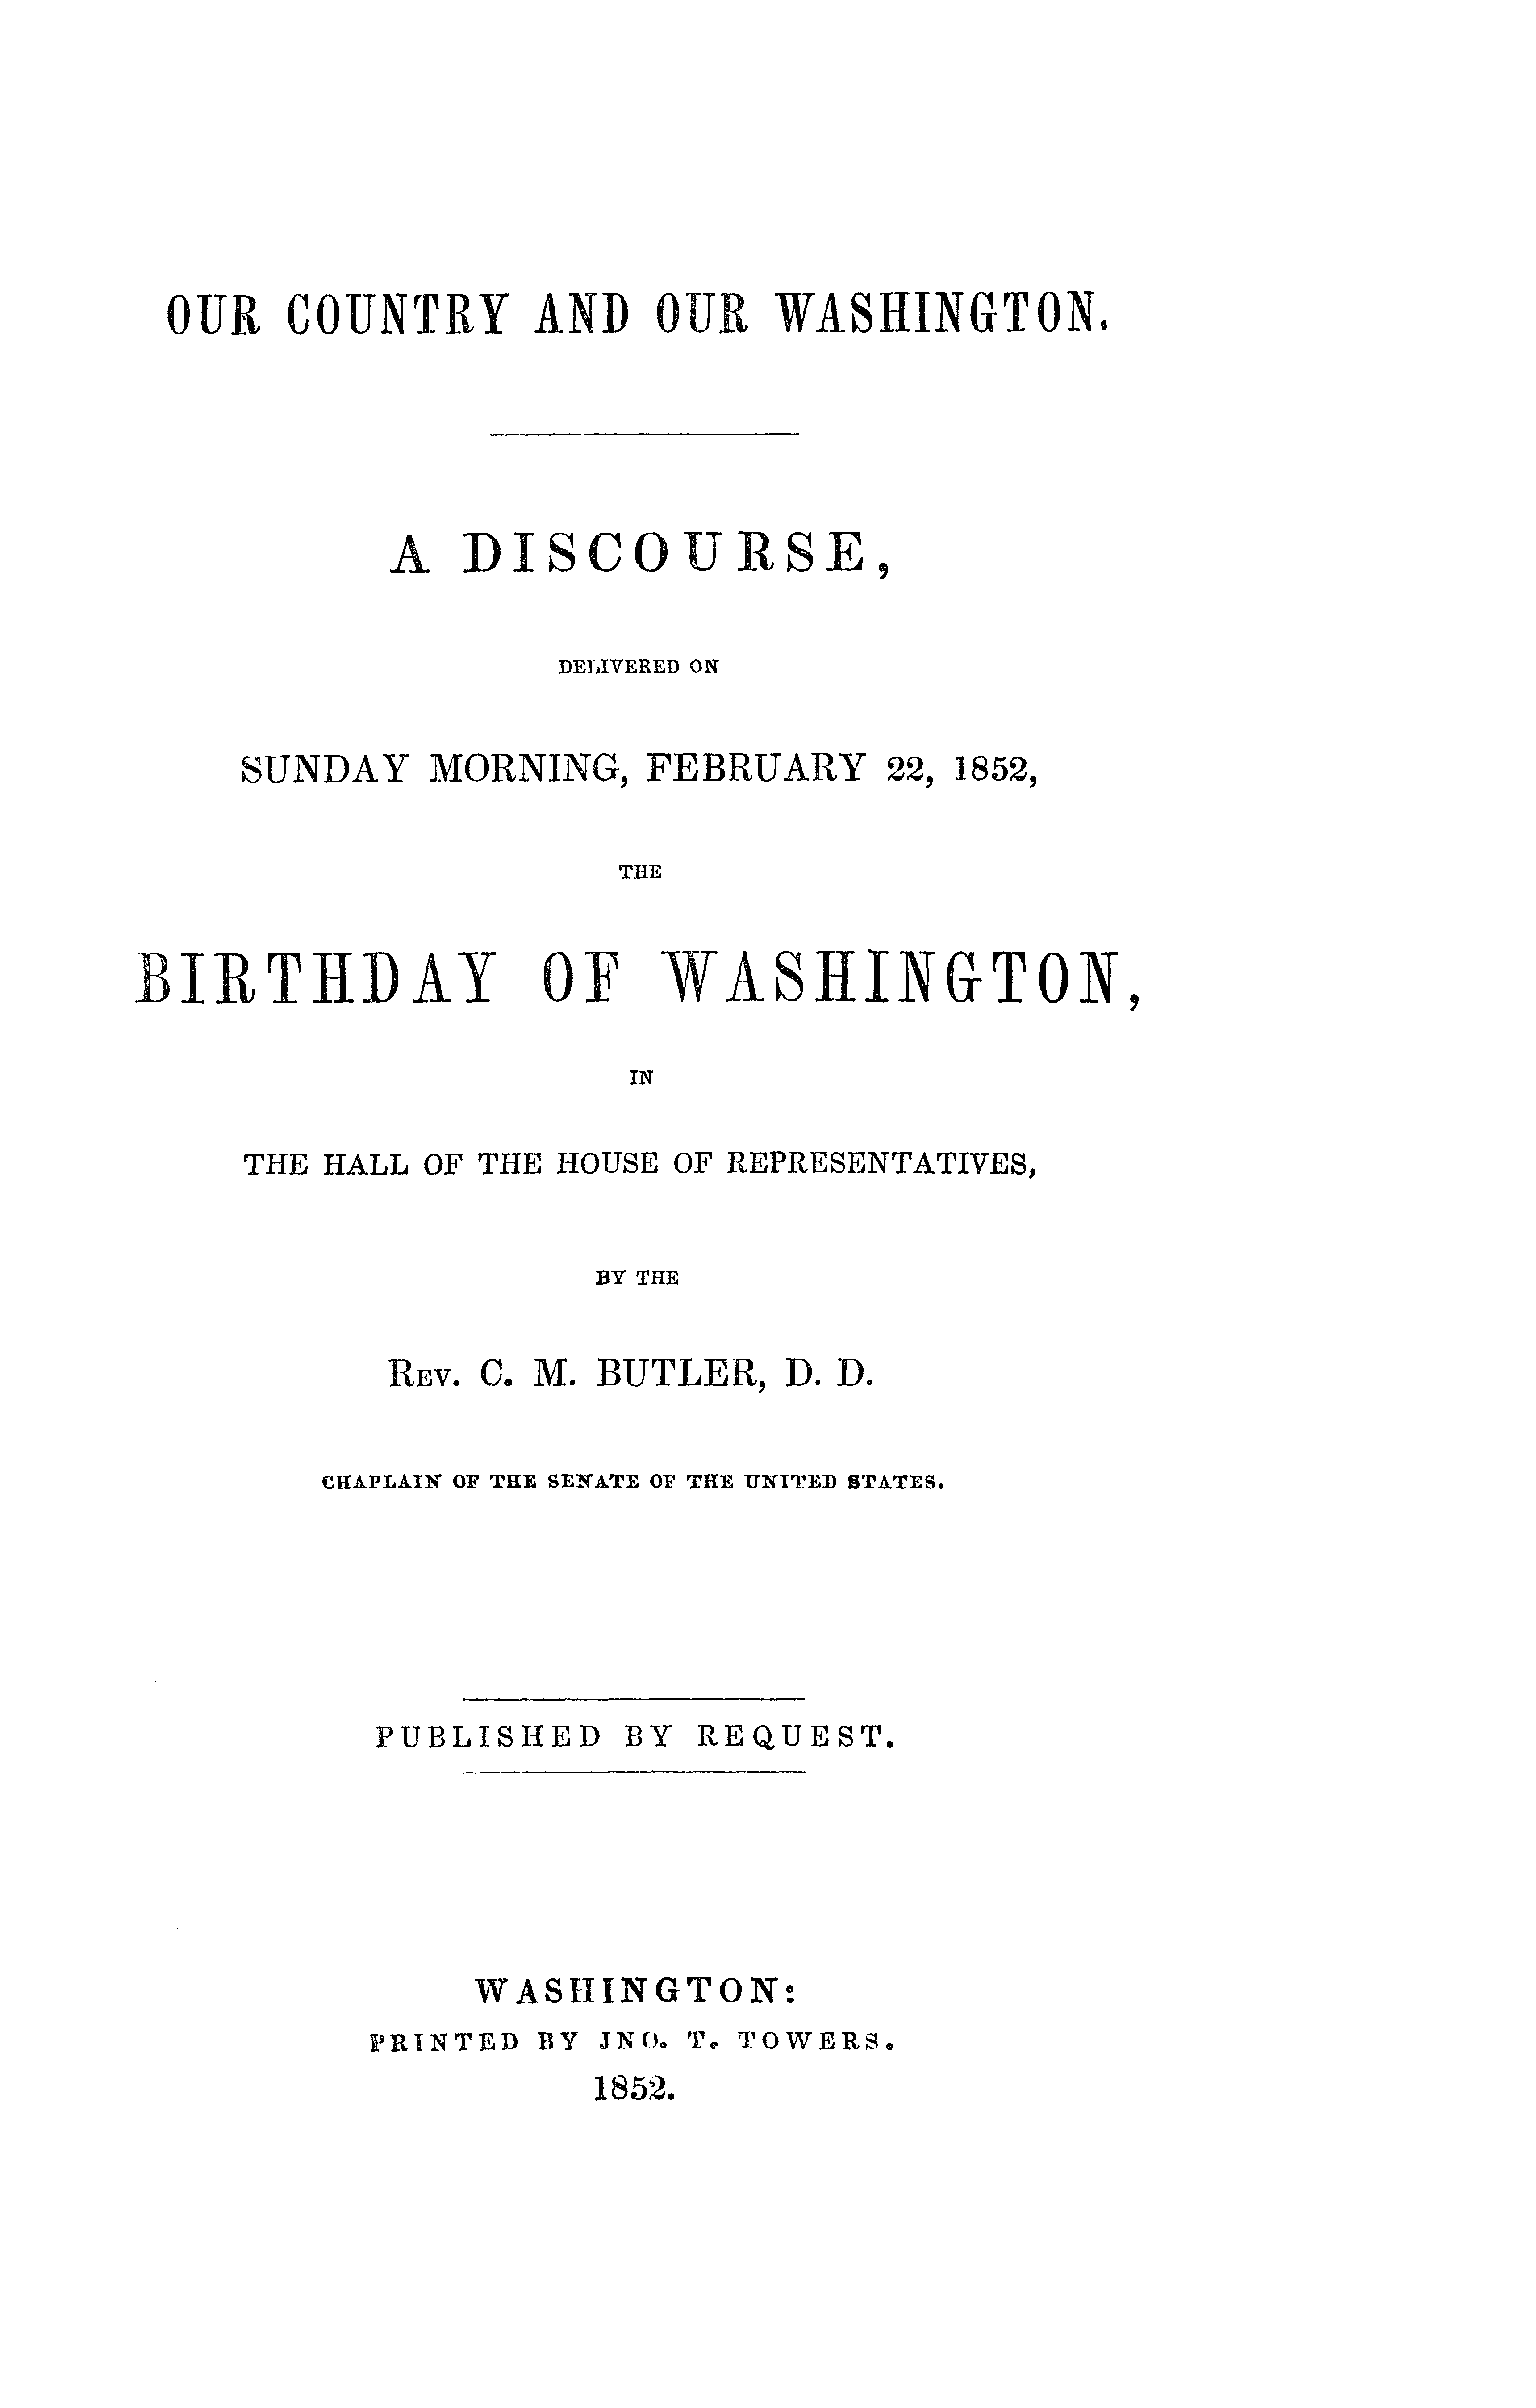 OUR COUNTRY AND OUR WASHINGTON.
A DISCOURSE,
DELIVERED ON
SUNDAY MORNING, FEBRUARY 22, 1852,
THE
BIRTHDAY OF WASHINGTON,
IN
THE HALL OF THE HOUSE OF REPRESENTATIVES,
BY THE
REV. C. M. BUTLER, D. D.
CHAPLAIN OF THE SENATE OF THE UNITED STATES.
PUBLISHED BY REQUEST.
WASHINGTON:
PRINTED BY JNO. T. TOWERS.
1852.